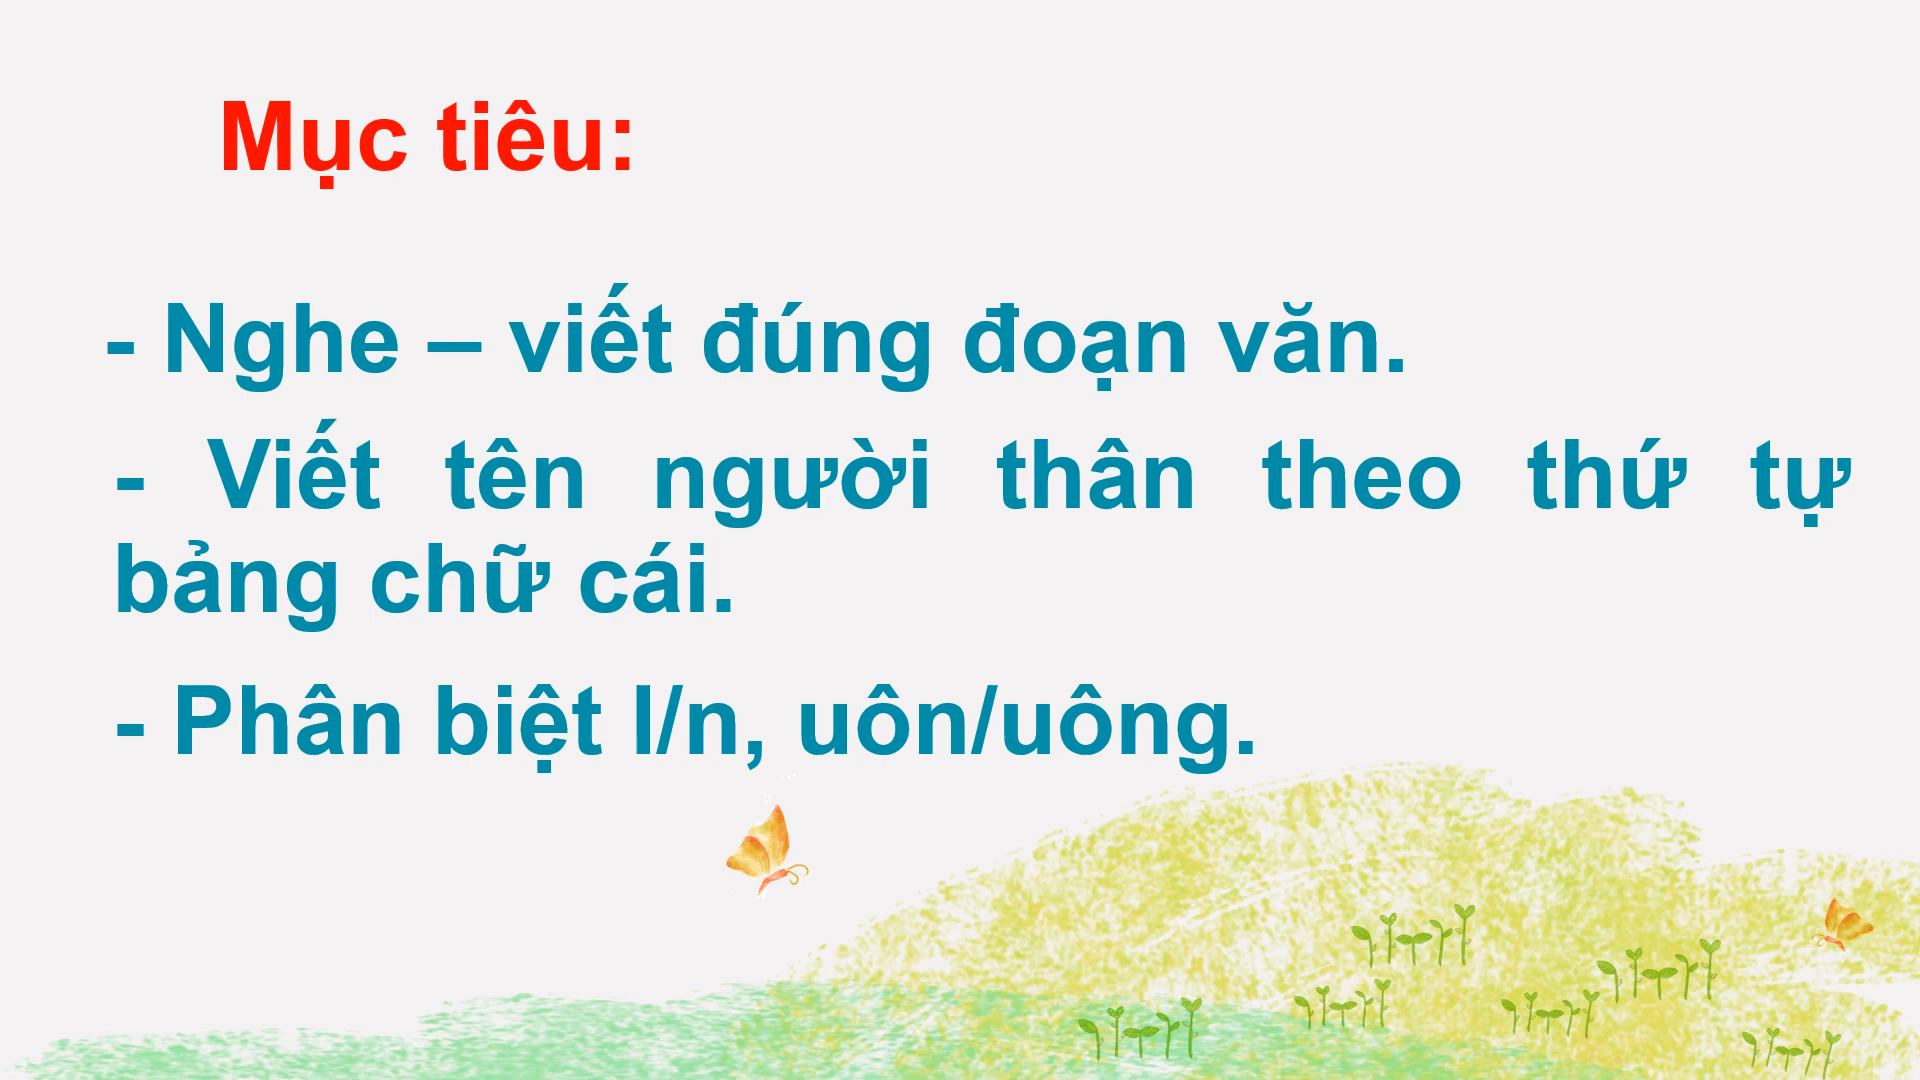 Mục tiêu:
- Nghe – viết đúng đoạn văn.
- Viết tên người thân theo thứ tự
bảng chữ cái.
- Phân biệt l/n, uôn/uông.